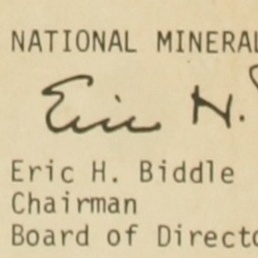 NATIONAL MINERAL
Eric H.
Eric H. Biddle
Chairman
Board of Directo